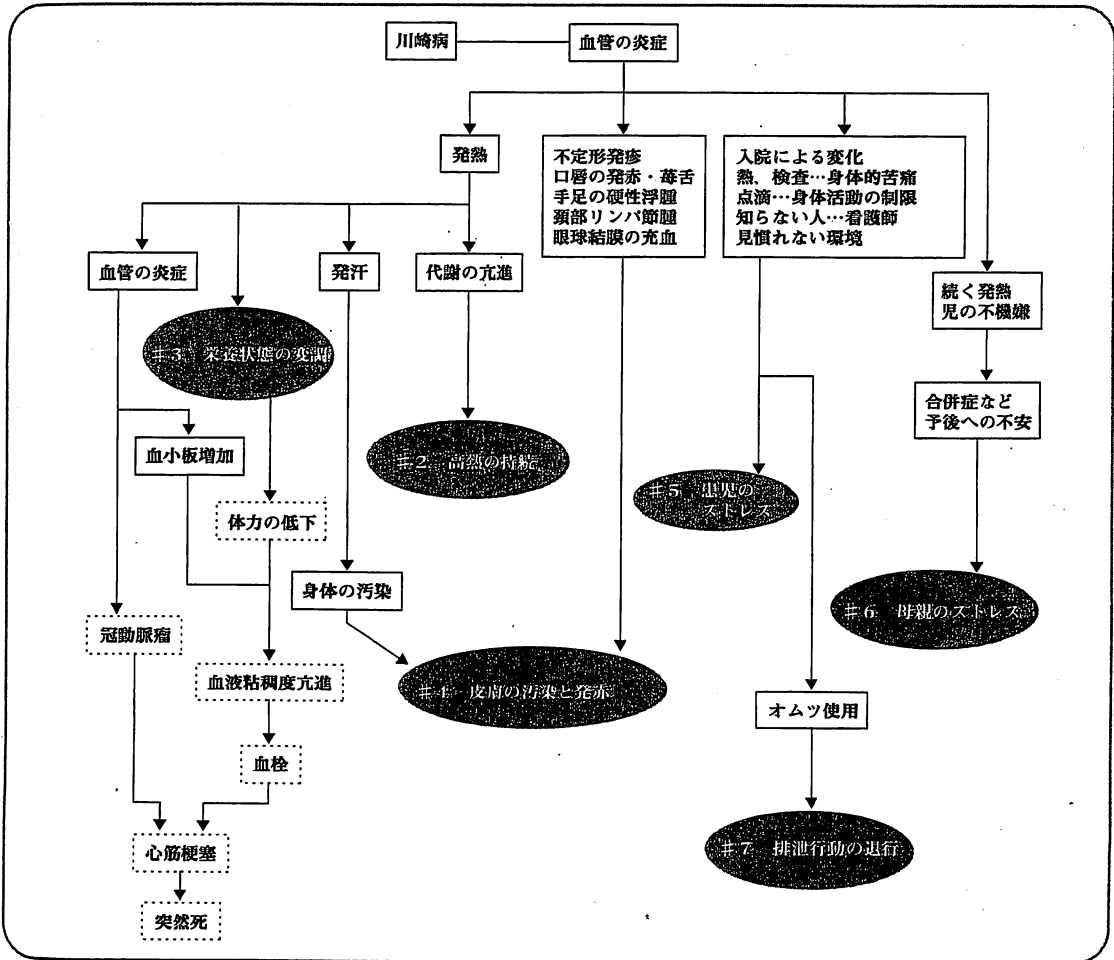 川崎病
血管の炎症
発熱
不定形発疹
口唇の発赤・苺舌
手足の硬性浮腫
頚部リンパ節腫
眼球結膜の充血
入院による変化
熱、検査…身体的苦痛
点滴…身体活動の制限
知らない人…看護師
見慣れない環境
血管の炎症
発汗
代謝の亢進
続く発熱
児の不機嫌
#3 栄養状態の変調
合併症など
予後への不安
血小板増加
#2 高熱の持続
#5 患児の
ストレス
体力の低下
身体の汚染
#6 母親のストレス
冠動脈瘤
血液粘稠度亢進
#4 皮膚の汚染と発赤
オムツ使用
血栓
心筋梗塞
#7 排泄行動の退行
突然死